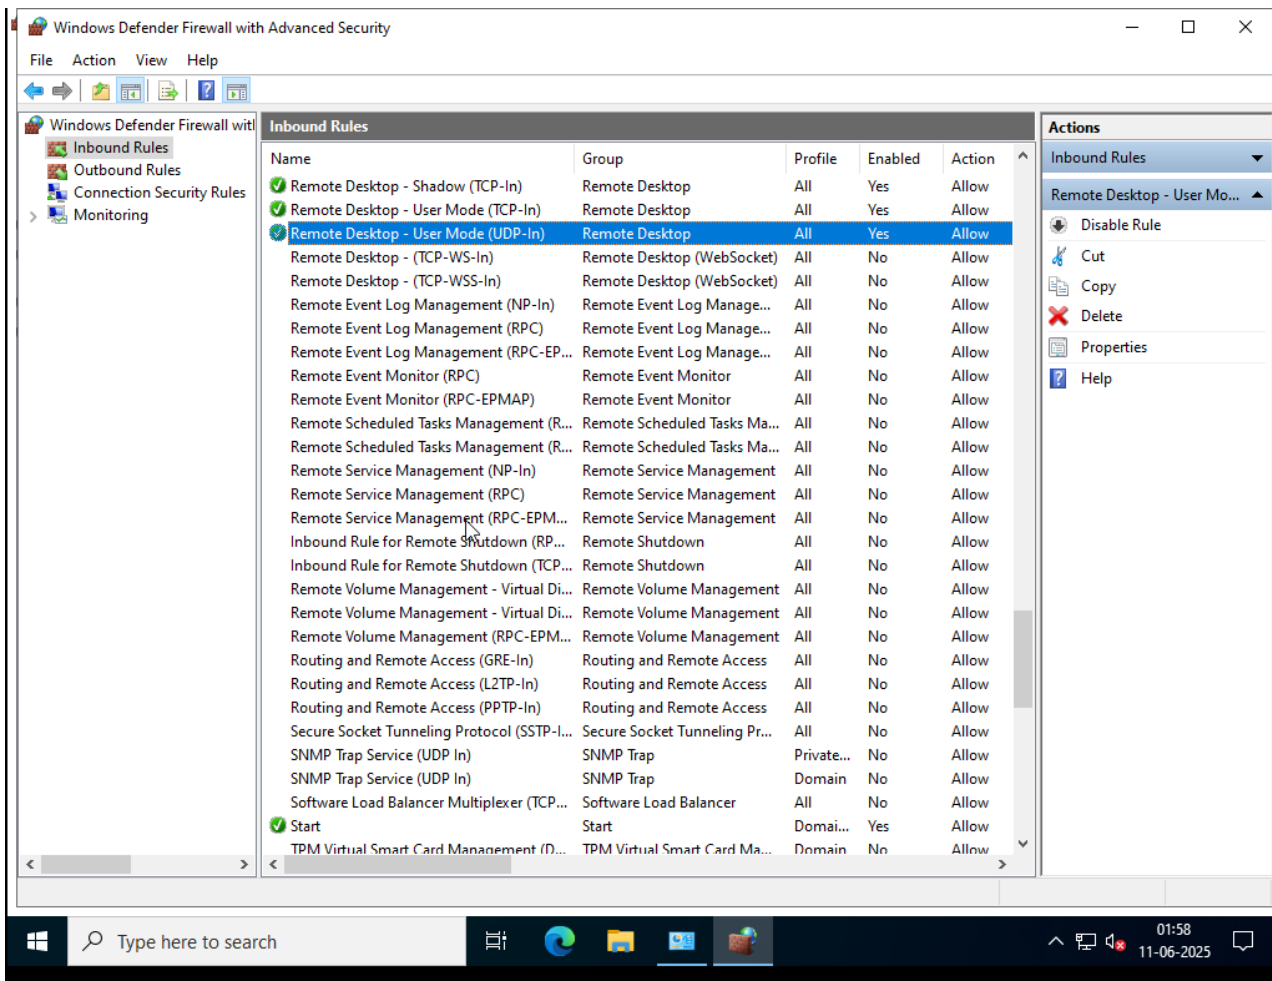 Windows Defender Firewall with Advanced Security
File Action View Help
Windows Defender Firewall witl
Inbound Rules
Outbound Rules
Connection Security Rules
Monitoring
Inbound Rules
Name Group Profile Enabled Action
Remote Desktop - Shadow (TCP-In) Remote Desktop All Yes Allow
Remote Desktop - User Mode (TCP-In) Remote Desktop All Yes Allow
Remote Desktop - User Mode (UDP-In) Remote Desktop All Yes Allow
Remote Desktop - (TCP-WS-In) Remote Desktop (WebSocket) All No Allow
Remote Desktop - (TCP-WSS-In) Remote Desktop (WebSocket) All No Allow
Remote Event Log Management (NP-In) Remote Event Log Manage... All No Allow
Remote Event Log Management (RPC) Remote Event Log Manage... All No Allow
Remote Event Log Management (RPC-EP... Remote Event Log Manage... All No Allow
Remote Event Monitor (RPC) Remote Event Monitor All No Allow
Remote Event Monitor (RPC-EPMAP) Remote Event Monitor All No Allow
Remote Scheduled Tasks Management (R... Remote Scheduled Tasks Ma... All No Allow
Remote Scheduled Tasks Management (R... Remote Scheduled Tasks Ma... All No Allow
Remote Service Management (NP-In) Remote Service Management All No Allow
Remote Service Management (RPC) Remote Service Management All No Allow
Remote Service Management (RPC-EPM... Remote Service Management All No Allow
Inbound Rule for Remote Shutdown (RP... Remote Shutdown All No Allow
Inbound Rule for Remote Shutdown (TCP... Remote Shutdown All No Allow
Remote Volume Management - Virtual Di... Remote Volume Management All No Allow
Remote Volume Management - Virtual Di... Remote Volume Management All No Allow
Remote Volume Management (RPC-EPM... Remote Volume Management All No Allow
Routing and Remote Access (GRE-In) Routing and Remote Access All No Allow
Routing and Remote Access (L2TP-In) Routing and Remote Access All No Allow
Routing and Remote Access (PPTP-In) Routing and Remote Access All No Allow
Secure Socket Tunneling Protocol (SSTP-I... Secure Socket Tunneling Pr... All No Allow
SNMP Trap Service (UDP In) SNMP Trap Private... No Allow
SNMP Trap Service (UDP In) SNMP Trap Domain No Allow
Software Load Balancer Multiplexer (TCP... Software Load Balancer All No Allow
Start Start Domai... Yes Allow
TPM Virtual Smart Card Management (D... TPM Virtual Smart Card Ma... Domain No Allow
Actions
Inbound Rules
Remote Desktop - User Mo...
Disable Rule
Cut
Copy
Delete
Properties
Help
Type here to search
01:58
11-06-2025